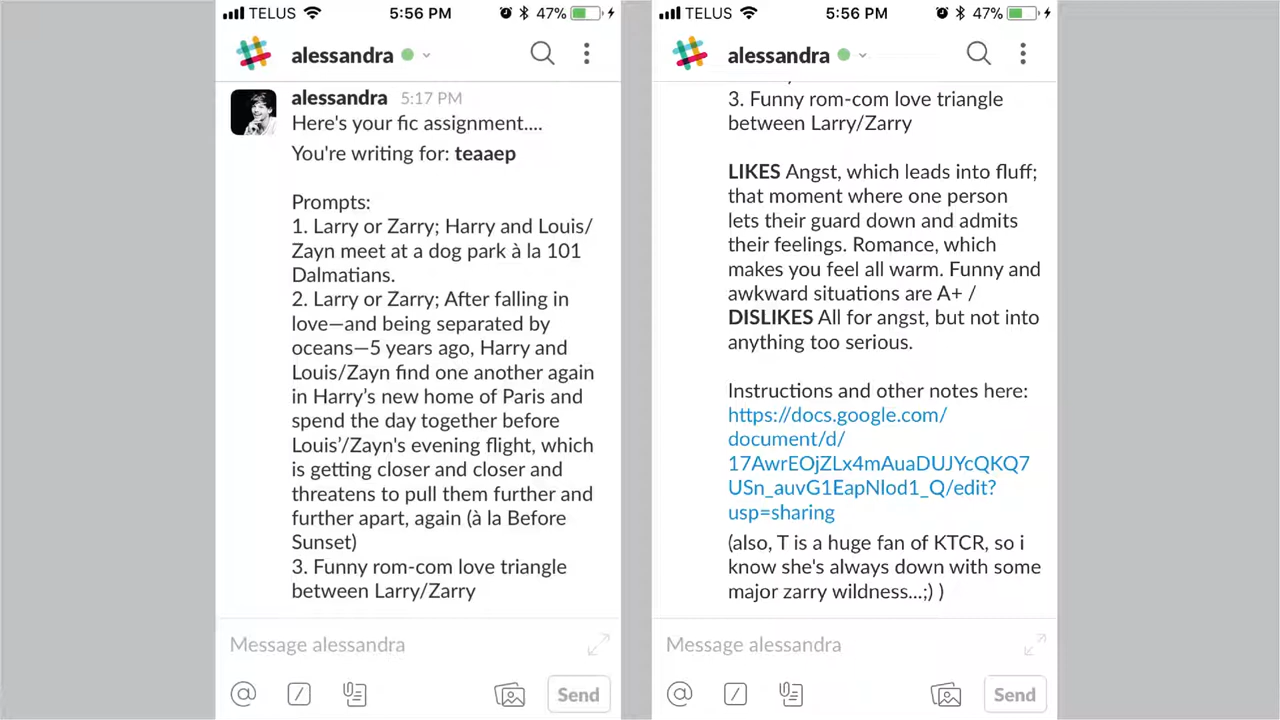 TELUS 5:56 PM 47%
alessandra
alessandra 5:17 PM
Here's your fic assignment....
You're writing for: teaaep
Prompts:
1. Larry or Zarry; Harry and Louis/
Zayn meet at a dog park à la 101
Dalmatians.
2. Larry or Zarry; After falling in
love—and being separated by
oceans—5 years ago, Harry and
Louis/Zayn find one another again
in Harry’s new home of Paris and
spend the day together before
Louis’/Zayn's evening flight, which
is getting closer and closer and
threatens to pull them further and
further apart, again (à la Before
Sunset)
3. Funny rom-com love triangle
between Larry/Zarry
Message alessandra
Send
TELUS 5:56 PM 47%
alessandra
3. Funny rom-com love triangle
between Larry/Zarry
LIKES Angst, which leads into fluff;
that moment where one person
lets their guard down and admits
their feelings. Romance, which
makes you feel all warm. Funny and
awkward situations are A+ /
DISLIKES All for angst, but not into
anything too serious.
Instructions and other notes here:
https://docs.google.com/
document/d/
17AwrEOjZLx4mAuaDUJYcQKQ7
USn_auvG1EapNlod1_Q/edit?
usp=sharing
(also, T is a huge fan of KTCR, so i
know she's always down with some
major zarry wildness...;) )
Message alessandra
Send